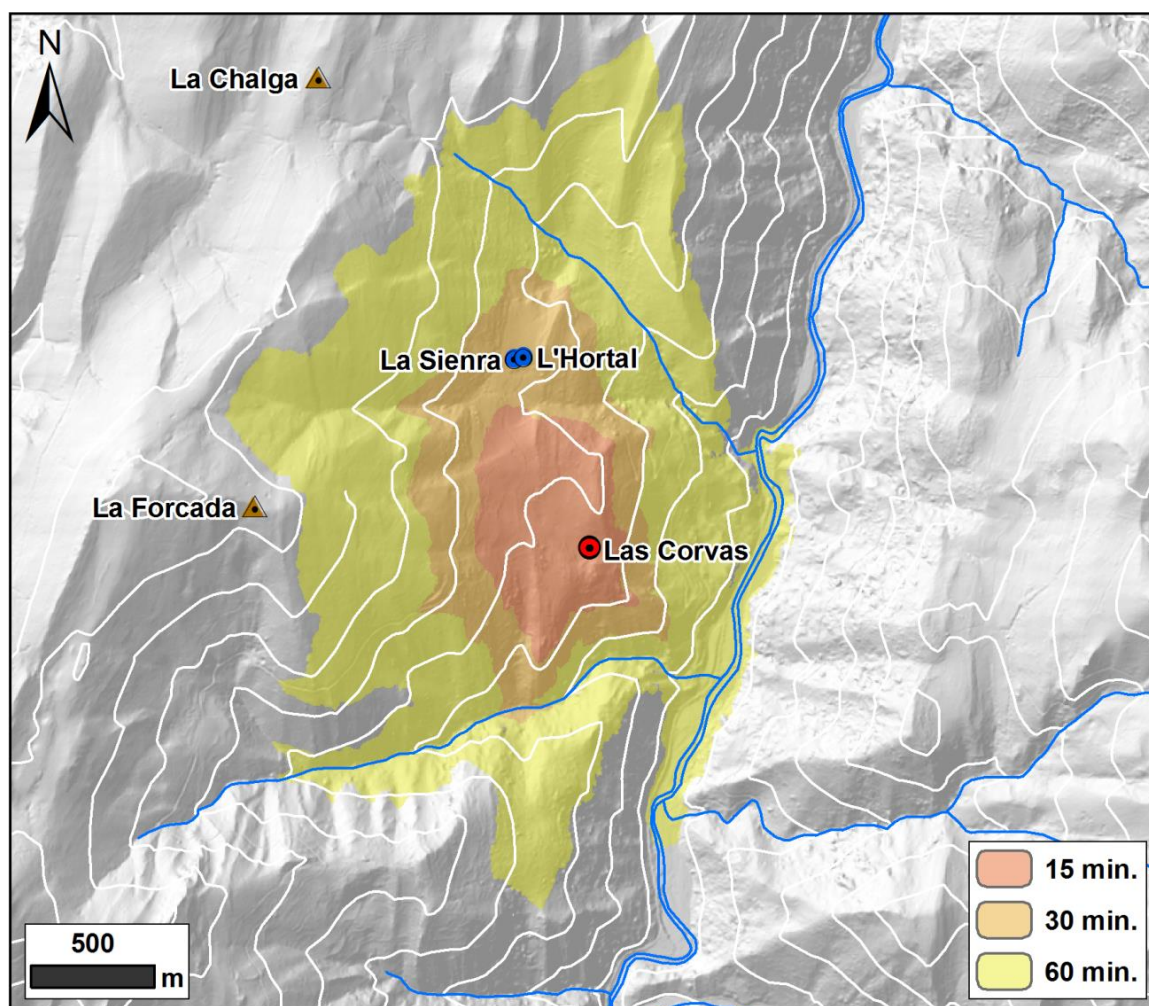 N
La Chalga
La Sienra
L'Hortal
La Forcada
Las Corvas
15 min.
30 min.
60 min.
500
m